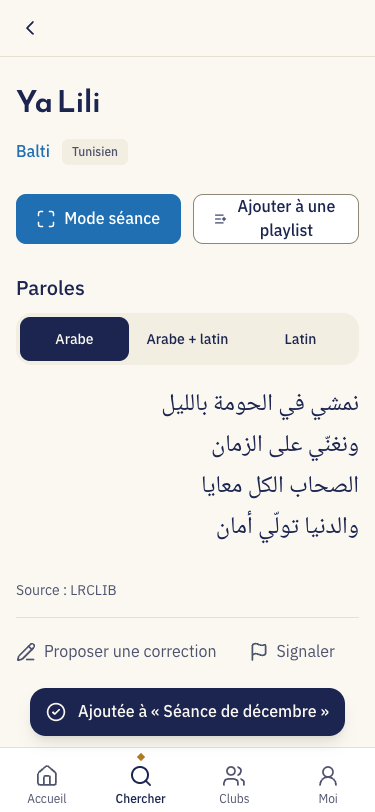 Ya Lili
Balti
Tunisien
Mode séance
Ajouter à une
playlist
Paroles
Arabe
Arabe + latin
Latin
نمشي في الحومة بالليل
ونغنّي على الزمان
الصحاب الكل معايا
والدنيا تولّي أمان
Source : LRCLIB
Proposer une correction
Signaler
Ajoutée à « Séance de décembre »
Accueil
Chercher
Clubs
Moi